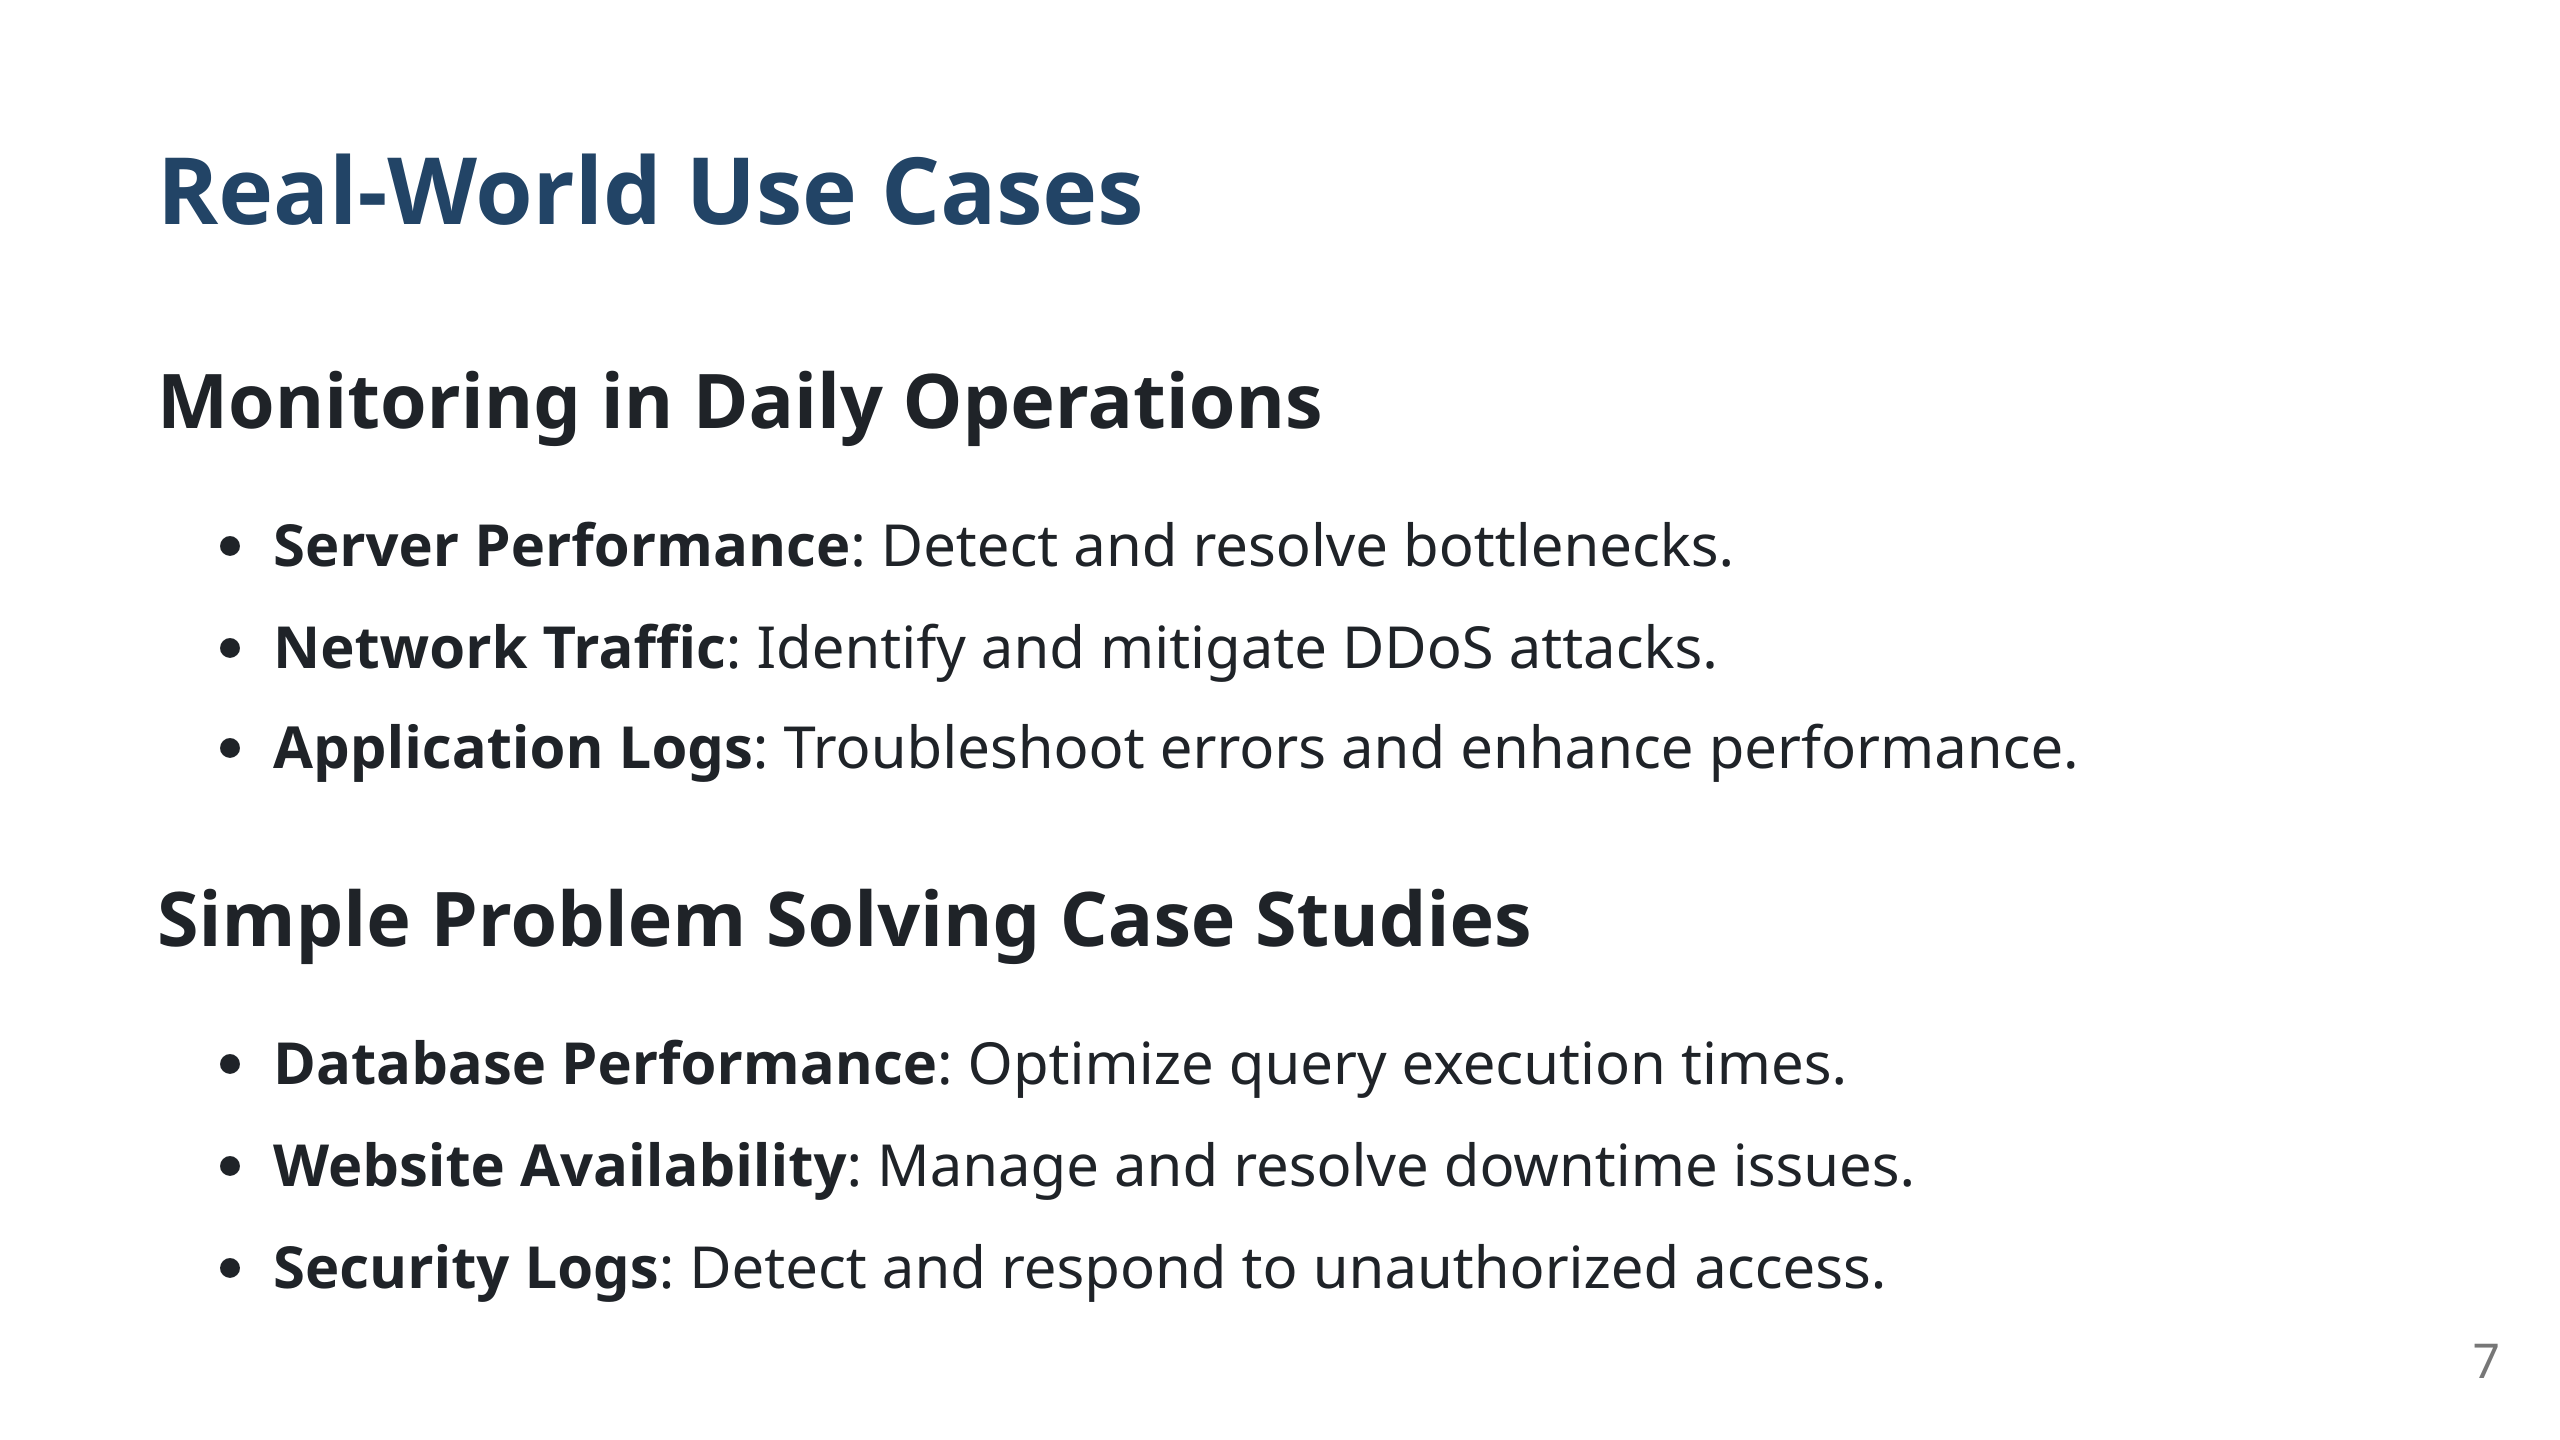 Real-World Use Cases
Monitoring in Daily Operations
• Server Performance: Detect and resolve bottlenecks.
• Network Traffic: Identify and mitigate DDoS attacks.
• Application Logs: Troubleshoot errors and enhance performance.
Simple Problem Solving Case Studies
• Database Performance: Optimize query execution times.
• Website Availability: Manage and resolve downtime issues.
• Security Logs: Detect and respond to unauthorized access.
7